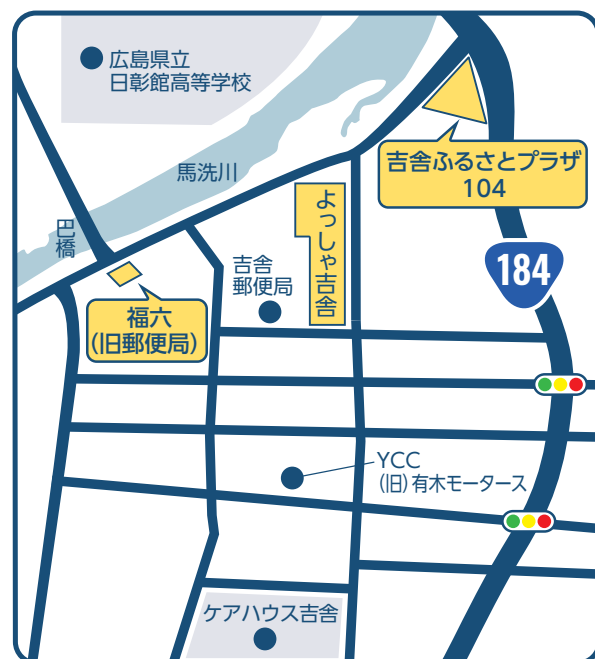 広島県立
日彰館高等学校
馬洗川
巴橋
吉舎ふるさとプラザ
104
よっしゃ吉舎
吉舎
郵便局
184
福六
(旧郵便局)
YCC
(旧)有木モータース
ケアハウス吉舎